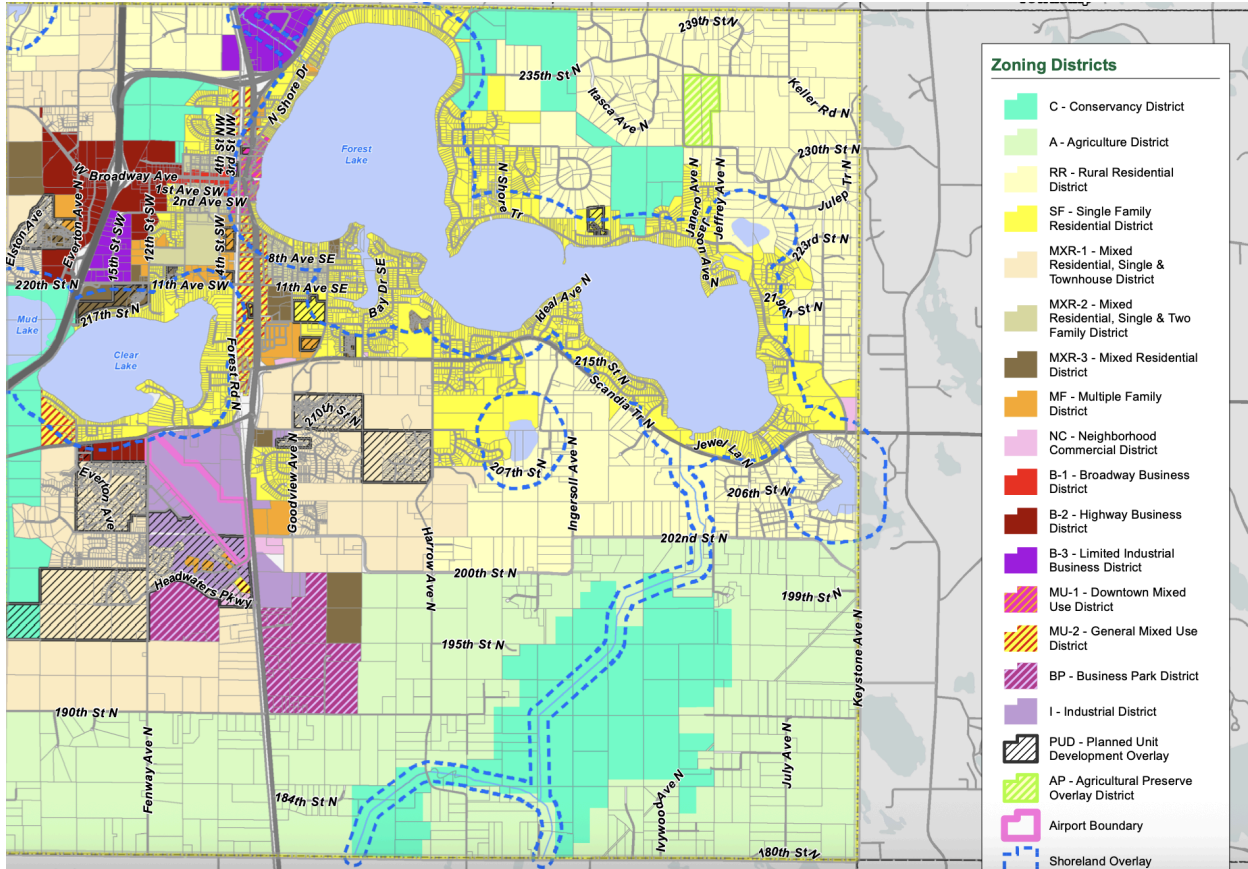 239th St N
235th St N
Keller Rd N
Itasca Ave N
N Shore Dr
Forest
Lake
4th St NW
3rd St NW
230th St N
W Broadway Ave
1st Ave SW
2nd Ave SW
N Shore
Tr
Jeffrey Ave N
Julep Tr N
Elston Ave
Everton Ave N
15th St SW
12th St SW
4th St SW
8th Ave SE
223rd St N
220th St N
11th Ave SW
11th Ave SE
Bay Dr SE
Ideal Ave N
219th St N
217th St N
Mud
Lake
Clear
Lake
Forest Rd N
215th St N
Scandia Tr N
210th St N
Jewel La N
Goodview Ave N
207th St N
Ingersoll Ave N
206th St N
Everton Ave
Harrow Ave N
202nd St N
200th St N
Headwaters Pkwy
199th St N
195th St N
Keystone Ave N
190th St N
Fenway Ave N
July Ave N
184th St N
Ivywood Ave N
180th St N
Zoning Districts
C - Conservancy District
A - Agriculture District
RR - Rural Residential
District
SF - Single Family
Residential District
MXR-1 - Mixed
Residential, Single &
Townhouse District
MXR-2 - Mixed
Residential, Single & Two
Family District
MXR-3 - Mixed Residential
District
MF - Multiple Family
District
NC - Neighborhood
Commercial District
B-1 - Broadway Business
District
B-2 - Highway Business
District
B-3 - Limited Industrial
Business District
MU-1 - Downtown Mixed
Use District
MU-2 - General Mixed Use
District
BP - Business Park District
I - Industrial District
PUD - Planned Unit
Development Overlay
AP - Agricultural Preserve
Overlay District
Airport Boundary
Shoreland Overlay